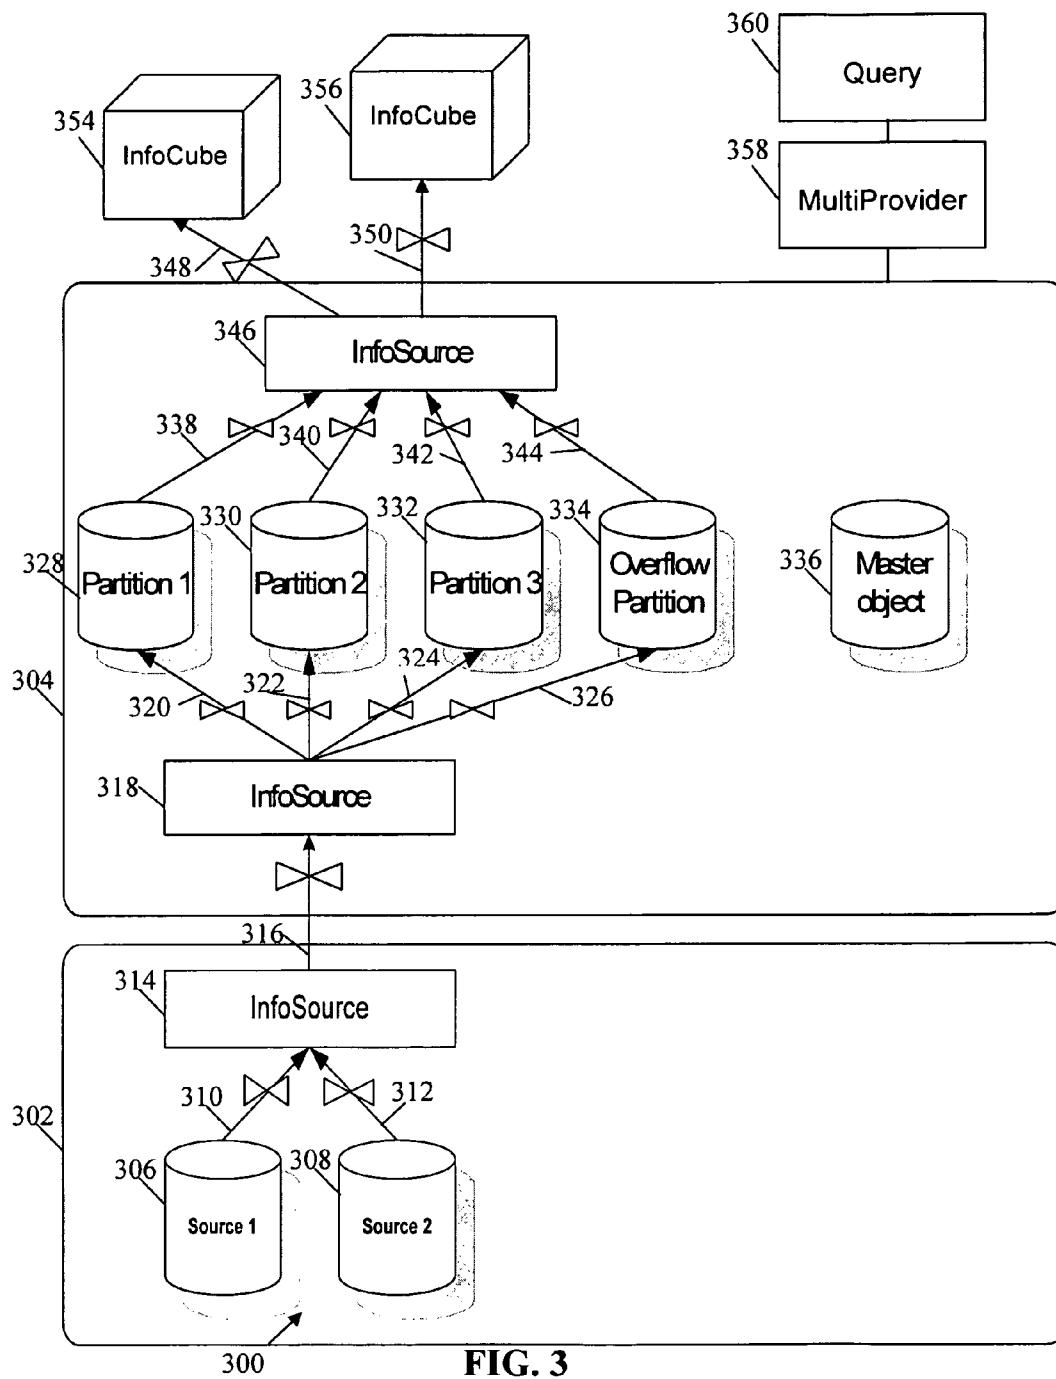 360
Query
356
InfoCube
354
InfoCube
358
MultiProvider
350
348
346
InfoSource
338
340
342
344
328
Partition 1
330
Partition 2
332
Partition 3
334
Overflow
Partition
336
Master
object
304
320
322
324
326
318
InfoSource
316
314
InfoSource
310
312
302
306
Source 1
308
Source 2
300
FIG. 3